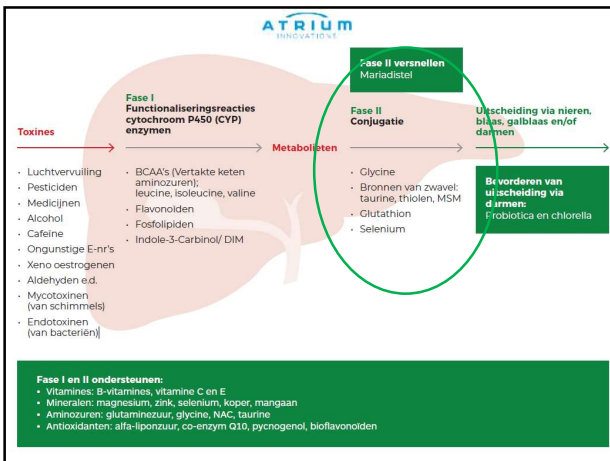 ATRIUM
INNOVATIONS
Fase II versnellen
Mariadistel
Toxines
Fase I
Functionaliseringsreacties
cytochroom P450 (CYP)
enzymen
Metabolieten
Fase II
Conjugatie
Uitscheiding via nieren,
blaas, galblaas en/of
darmen
• Luchtvervuiling
• Pesticiden
• Medicijnen
• Alcohol
• Cafeïne
• Ongunstige E-nr's
• Xeno oestrogenen
• Aldehyden e.d.
• Mycotoxinen
(van schimmels)
• Endotoxinen
(van bacteriën)
• BCAA's (Vertakte keten
aminozuren);
leucine, isoleucine, valine
• Flavonoïden
• Fosfolipiden
• Indole-3-Carbinol/ DIM
• Glycine
• Bronnen van zwavel:
taurine, thiolen, MSM
• Glutathion
• Selenium
Bevorderen van
uitscheiding via
darmen:
Probiotica en chlorella
Fase I en II ondersteunen:
• Vitamines: B-vitamines, vitamine C en E
• Mineralen: magnesium, zink, selenium, koper, mangaan
• Aminozuren: glutaminezuur, glycine, NAC, taurine
• Antioxidanten: alfa-liponzuur, co-enzym Q10, pycnogenol, bioflavonoïden